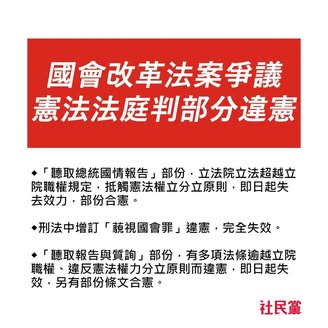 國會改革法案爭議
憲法法庭判部分違憲
◆「聽取總統國情報告」部份，立法院立法超越立
院職權規定，抵觸憲法權立分立原則，即日起失
去效力，部份合憲。
◆刑法中增訂「藐視國會罪」違憲，完全失效。
◆「聽取報告與質詢」部份，有多項法條逾越立院
職權、違反憲法權力分立原則而違憲，即日起失
效，另有部份條文合憲。
社民黨